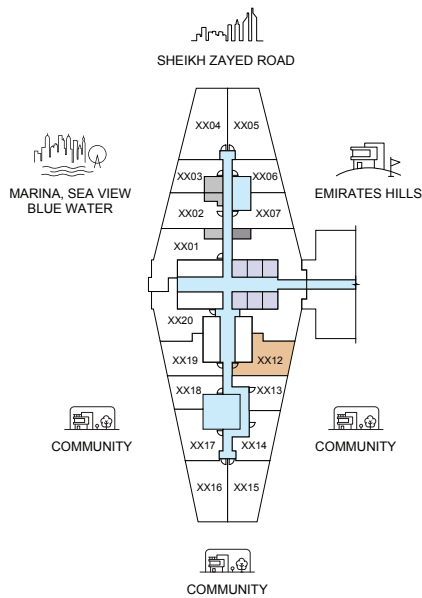 SHEIKH ZAYED ROAD
XX04 XX05
MARINA, SEA VIEW
BLUE WATER
XX03 XX06
EMIRATES HILLS
XX02 XX07
XX01
XX20
XX19 XX12
XX18 XX13
COMMUNITY
COMMUNITY
XX17 XX14
XX16 XX15
COMMUNITY